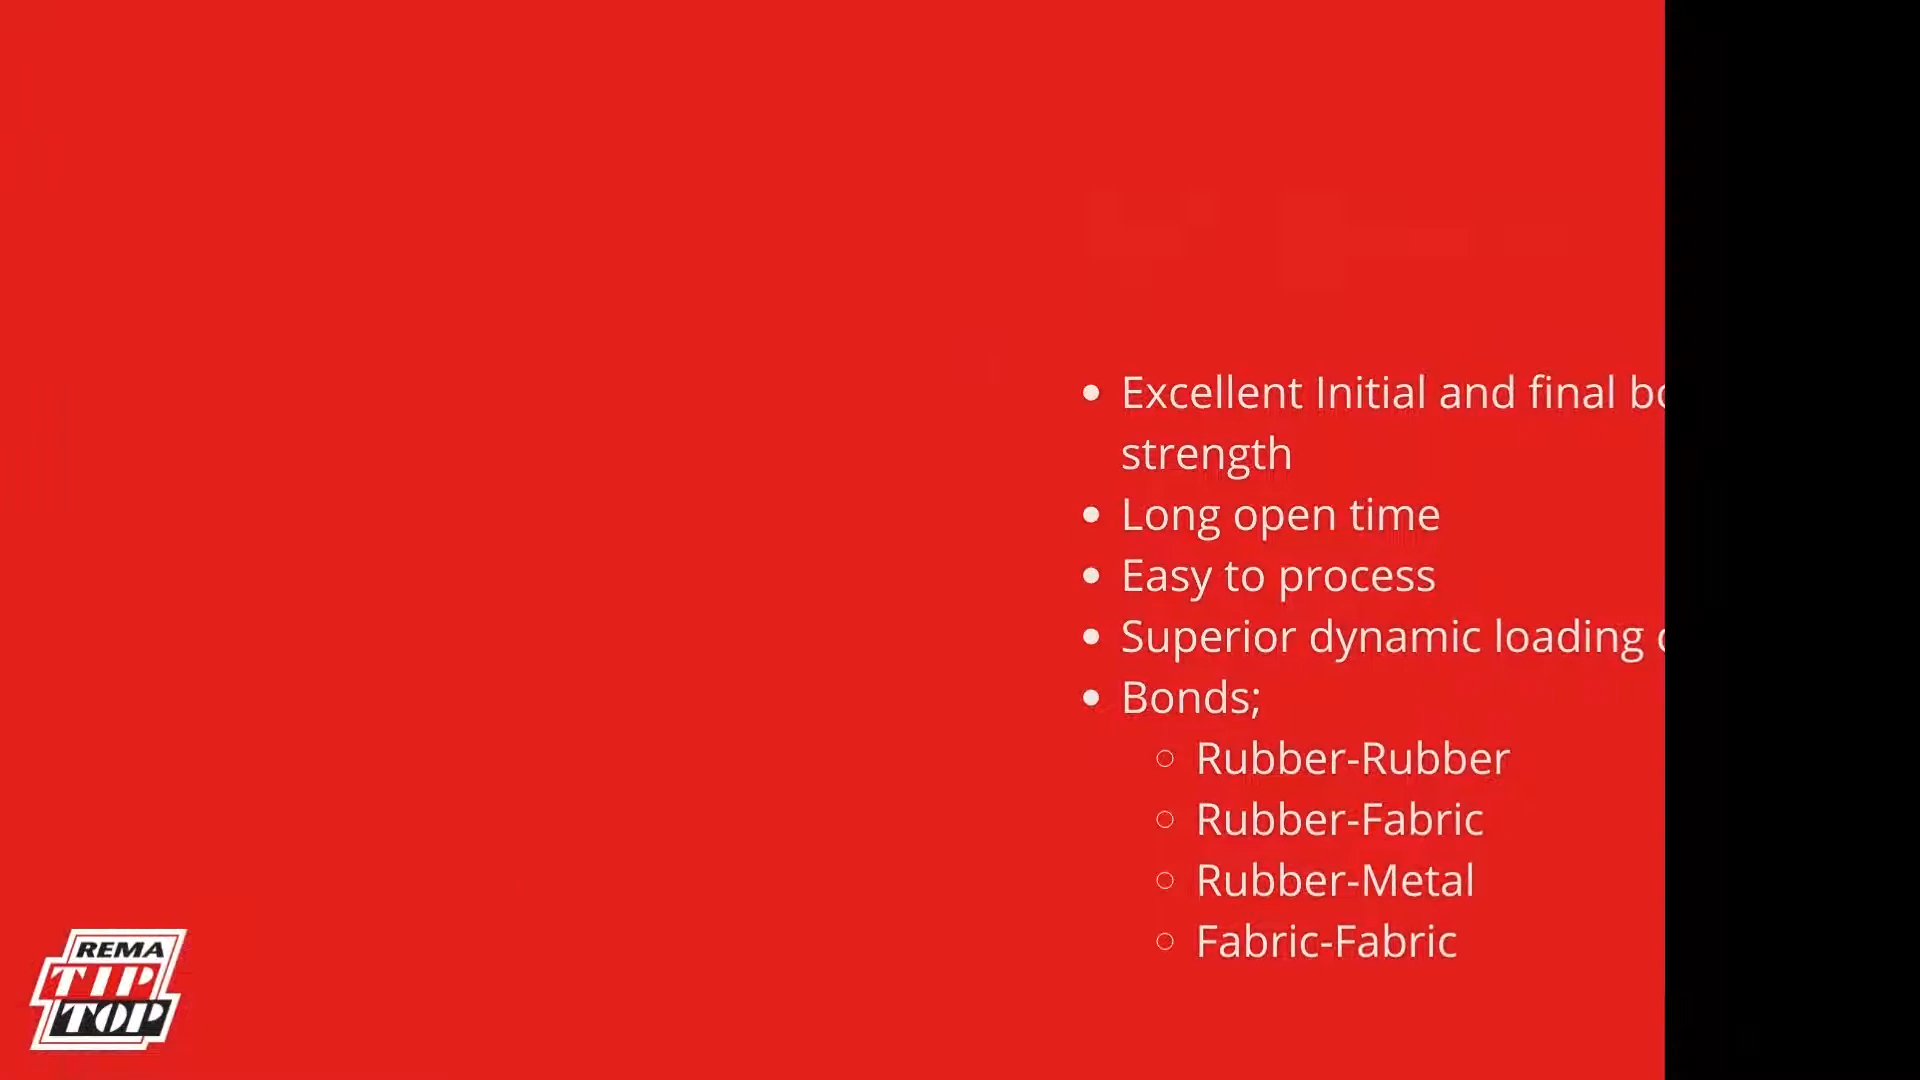 Excellent Initial and final
strength
Long open time
Easy to process
Superior dynamic loading
Bonds;
Rubber-Rubber
Rubber-Fabric
Rubber-Metal
Fabric-Fabric
REMA
TIP
TOP